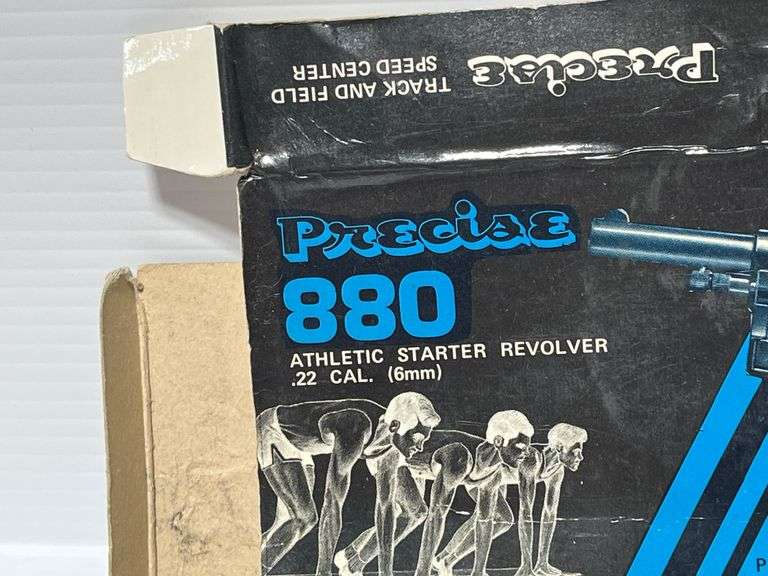 PRECISE
TRACK AND FIELD
SPEED CENTER
PRECISE
880
ATHLETIC STARTER REVOLVER
.22 CAL. (6mm)
P